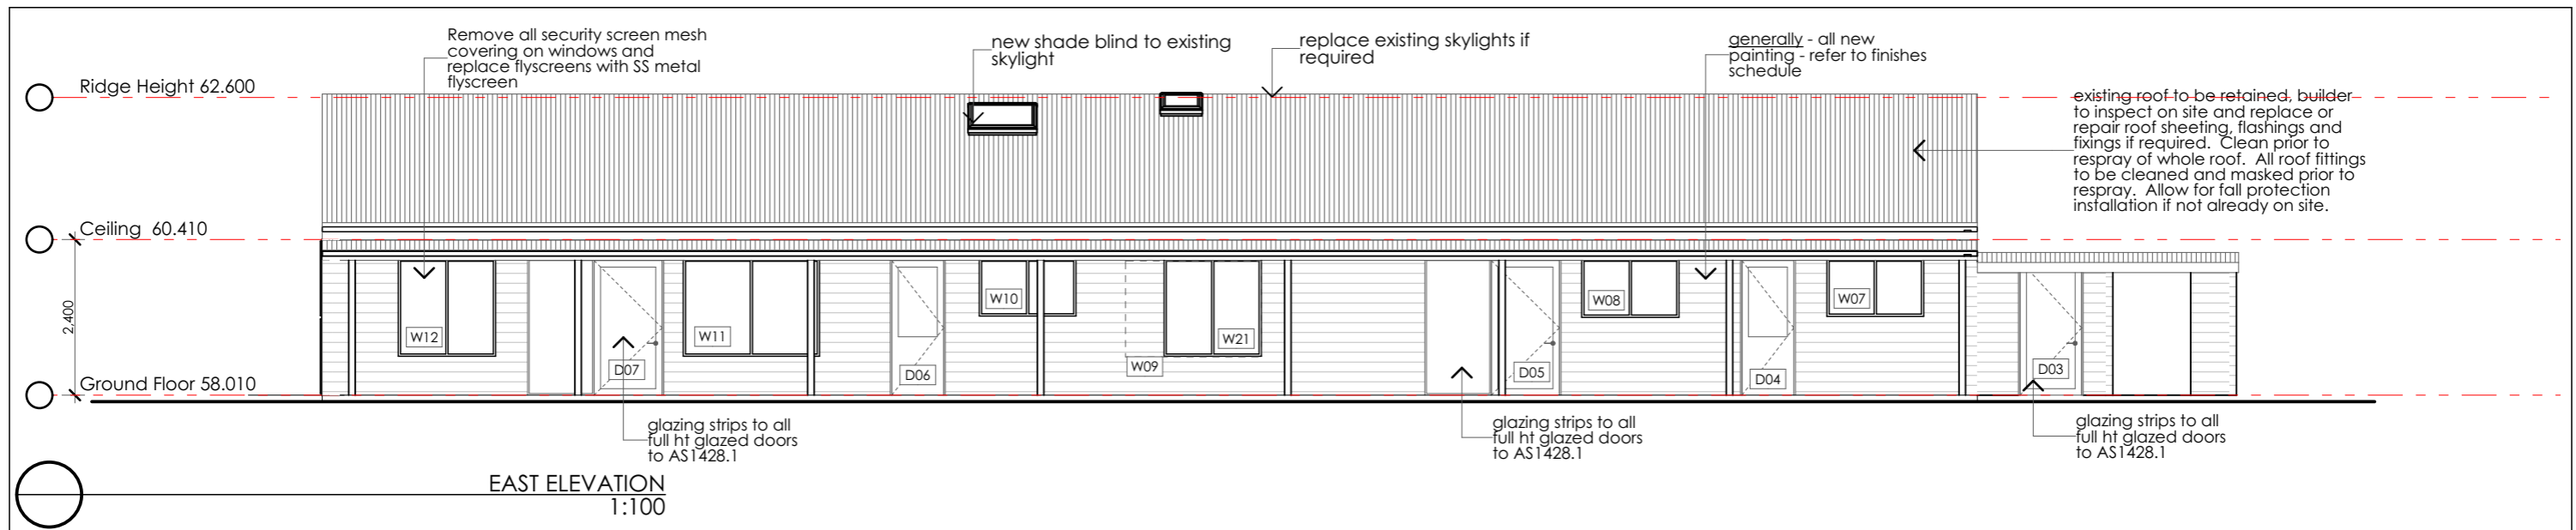 Remove all security screen mesh
covering on windows and
replace flyscreens with SS metal
flyscreen
new shade blind to existing
skylight
replace existing skylights if
required
generally - all new
painting - refer to finishes
schedule
Ridge Height 62.600
existing roof to be retained, builder
to inspect on site and replace or
repair roof sheeting, flashings and
fixings if required.  Clean prior to
respray of whole roof.  All roof fittings
to be cleaned and masked prior to
respray.  Allow for fall protection
installation if not already on site.
Ceiling  60.410
2,400
W12
D07
W11
D06
W10
W09
W21
D05
W08
D04
W07
D03
Ground Floor 58.010
glazing strips to all
full ht glazed doors
to AS1428.1
glazing strips to all
full ht glazed doors
to AS1428.1
glazing strips to all
full ht glazed doors
to AS1428.1
EAST ELEVATION
1:100